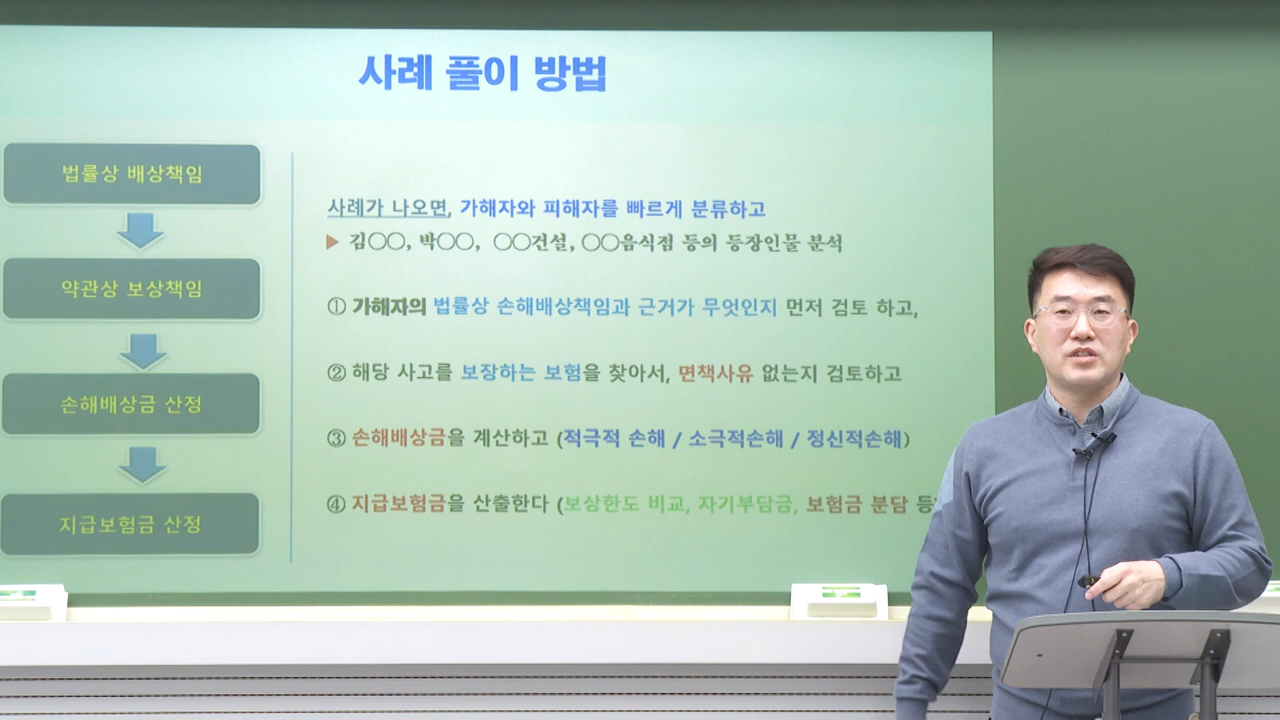 사례 풀이 방법
법률상 배상책임
약관상 보상책임
손해배상금 산정
지급보험금 산정
사례가 나오면, 가해자와 피해자를 빠르게 분류하고
▶ 김○○, 박○○, ○○건설, ○○음식점 등의 등장인물 분석
① 가해자의 법률상 손해배상책임과 근거가 무엇인지 먼저 검토 하고,
② 해당 사고를 보장하는 보험을 찾아서, 면책사유 없는지 검토하고
③ 손해배상금을 계산하고 (적극적 손해 / 소극적손해 / 정신적손해)
④ 지급보험금을 산출한다 (보상한도 비교, 자기부담금, 보험금 분담 등